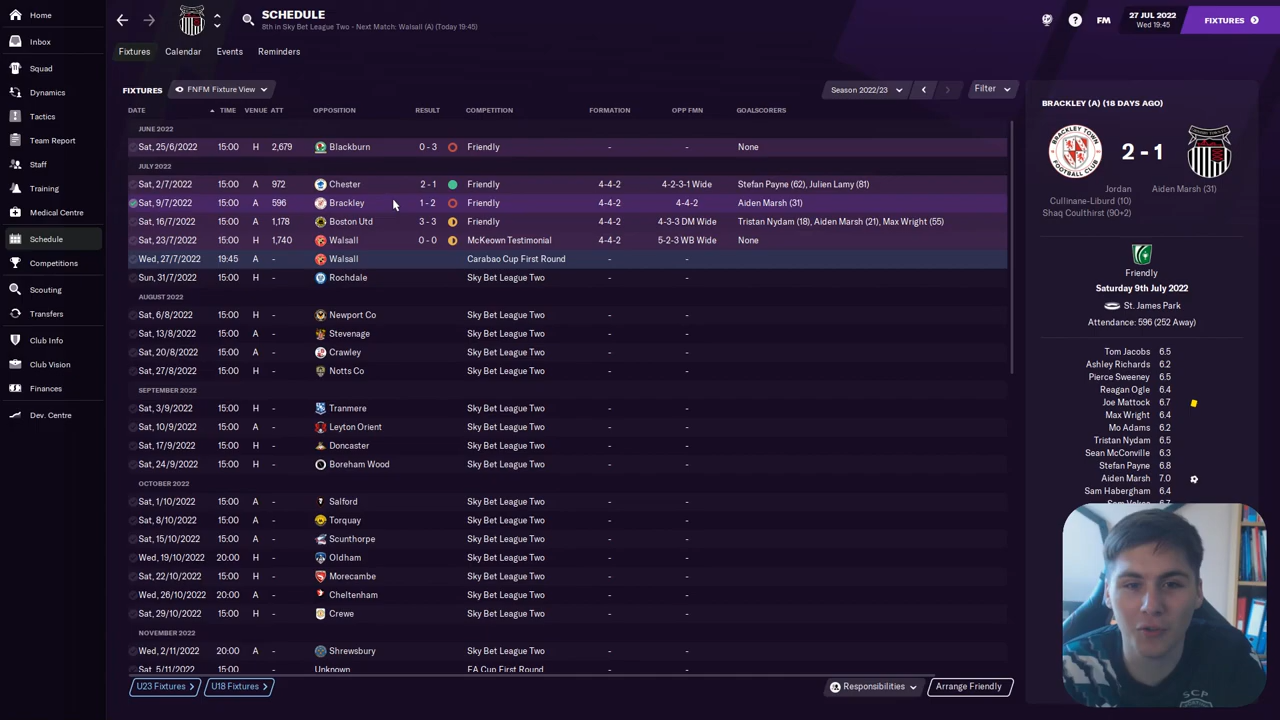 Home
Inbox
Squad
Dynamics
Tactics
Team Report
Staff
Training
Medical Centre
Schedule
Competitions
Scouting
Transfers
Club Info
Club Vision
Finances
Dev. Centre
SCHEDULE
8th in Sky Bet League Two - Next Match: Walsall (A) (Today 19:45)
FM
27 JUL 2022
Wed 19:45
FIXTURES
Fixtures Calendar Events Reminders
FIXTURES FNFM Fixture View Season 2022/23 Filter
DATE TIME VENUE ATT OPPOSITION RESULT COMPETITION FORMATION OPP FMN GOALSCORERS
JUNE 2022
Sat, 25/6/2022 15:00 H 2,679 Blackburn 0 - 3 Friendly - - None
JULY 2022
Sat, 2/7/2022 15:00 A 972 Chester 2 - 1 Friendly 4-4-2 4-2-3-1 Wide Stefan Payne (62), Julien Lamy (81)
Sat, 9/7/2022 15:00 A 596 Brackley 1 - 2 Friendly 4-4-2 4-4-2 Aiden Marsh (31)
Sat, 16/7/2022 15:00 A 1,178 Boston Utd 3 - 3 Friendly 4-4-2 4-3-3 DM Wide Tristan Nydam (18), Aiden Marsh (21), Max Wright (55)
Sat, 23/7/2022 15:00 H 1,740 Walsall 0 - 0 McKeown Testimonial 4-4-2 5-2-3 WB Wide None
Wed, 27/7/2022 19:45 A - Walsall Carabao Cup First Round - -
Sun, 31/7/2022 15:00 A - Rochdale Sky Bet League Two - -
AUGUST 2022
Sat, 6/8/2022 15:00 H - Newport Co Sky Bet League Two - -
Sat, 13/8/2022 15:00 A - Stevenage Sky Bet League Two - -
Sat, 20/8/2022 15:00 H - Crawley Sky Bet League Two - -
Sat, 27/8/2022 15:00 A - Notts Co Sky Bet League Two - -
SEPTEMBER 2022
Sat, 3/9/2022 15:00 H - Tranmere Sky Bet League Two - -
Sat, 10/9/2022 15:00 A - Leyton Orient Sky Bet League Two - -
Sat, 17/9/2022 15:00 H - Doncaster Sky Bet League Two - -
Sat, 24/9/2022 15:00 H - Boreham Wood Sky Bet League Two - -
OCTOBER 2022
Sat, 1/10/2022 15:00 A - Salford Sky Bet League Two - -
Sat, 8/10/2022 15:00 A - Torquay Sky Bet League Two - -
Sat, 15/10/2022 15:00 A - Scunthorpe Sky Bet League Two - -
Wed, 19/10/2022 20:00 H - Oldham Sky Bet League Two - -
Sat, 22/10/2022 15:00 H - Morecambe Sky Bet League Two - -
Wed, 26/10/2022 20:00 A - Cheltenham Sky Bet League Two - -
Sat, 29/10/2022 15:00 H - Crewe Sky Bet League Two - -
NOVEMBER 2022
Wed, 2/11/2022 20:00 A - Shrewsbury Sky Bet League Two - -
Sat, 5/11/2022 15:00 - Unknown FA Cup First Round - -
U23 Fixtures U18 Fixtures Responsibilities Arrange Friendly
BRACKLEY (A) (18 DAYS AGO)
2 - 1
Jordan Aiden Marsh (31)
Cullinane-Liburd (10)
Shaq Coulthirst (90+2)
Friendly
Saturday 9th July 2022
St. James Park
Attendance: 596 (252 Away)
Tom Jacobs 6.5
Ashley Richards 6.2
Pierce Sweeney 6.5
Reagan Ogle 6.4
Joe Mattock 6.7
Max Wright 6.4
Mo Adams 6.2
Tristan Nydam 6.5
Sean McConville 6.3
Stefan Payne 6.8
Aiden Marsh 7.0
Sam Habergham 6.4